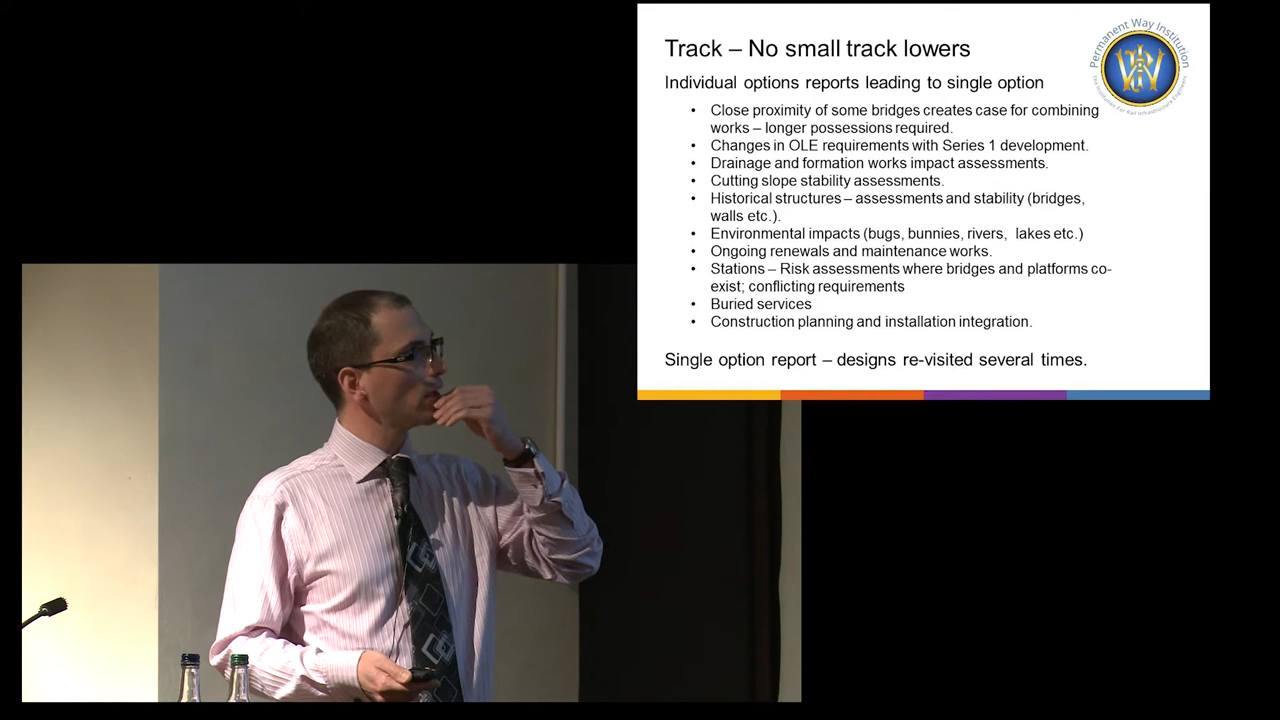 Track – No small track lowers
Permanent Way Institution
Individual options reports leading to single option
• Close proximity of some bridges creates case for combining
works – longer possessions required.
• Changes in OLE requirements with Series 1 development.
• Drainage and formation works impact assessments.
• Cutting slope stability assessments.
• Historical structures – assessments and stability (bridges,
walls etc.).
• Environmental impacts (bugs, bunnies, rivers, lakes etc.)
• Ongoing renewals and maintenance works.
• Stations – Risk assessments where bridges and platforms co-
exist; conflicting requirements
• Buried services
• Construction planning and installation integration.
Single option report – designs re-visited several times.